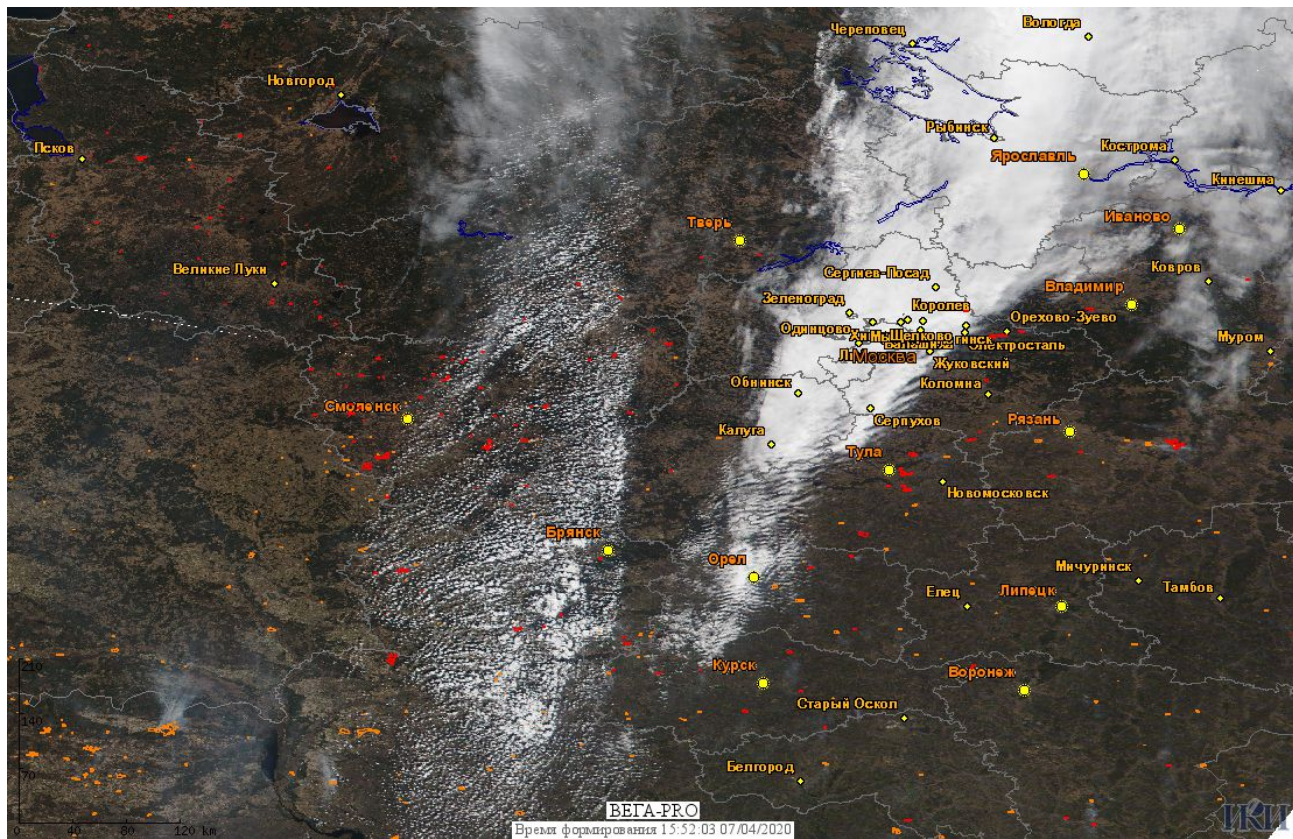 Вологда
Череповец
Новгород
Рыбинск
Псков
Кострома
Ярославль
Кинешма
Иваново
Тверь
Великие Луки
Ковров
Сергиев-Посад
Владимир
Зеленоград
Королев
Орехово-Зуево
Одинцово
Щелково
Муром
Электросталь
Москва
Жуковский
Обнинск
Коломна
Смоленск
Серпухов
Рязань
Калуга
Тула
Новомосковск
Брянск
Орел
Мичуринск
Елец
Липецк
Тамбов
210
Курск
Воронеж
Старый Оскол
140
Белгород
70
ВЕГА-PRO
0 40 80 120 km
Время формирования 15:52:03 07/04/2020
ИКИ